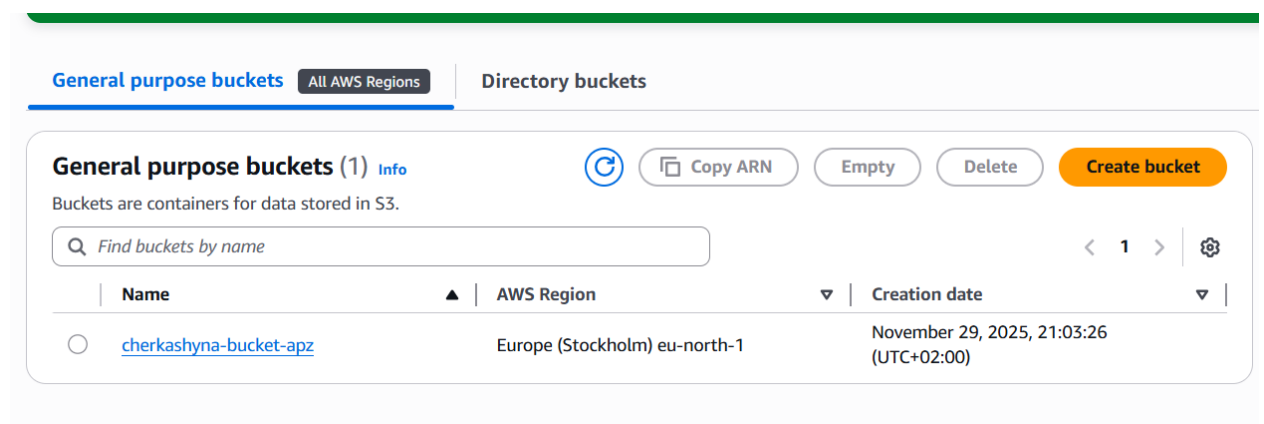 General purpose buckets All AWS Regions Directory buckets
General purpose buckets (1) Info
Copy ARN Empty Delete Create bucket
Buckets are containers for data stored in S3.
Find buckets by name
1
Name AWS Region Creation date
cherkashyna-bucket-apz Europe (Stockholm) eu-north-1 November 29, 2025, 21:03:26
(UTC+02:00)